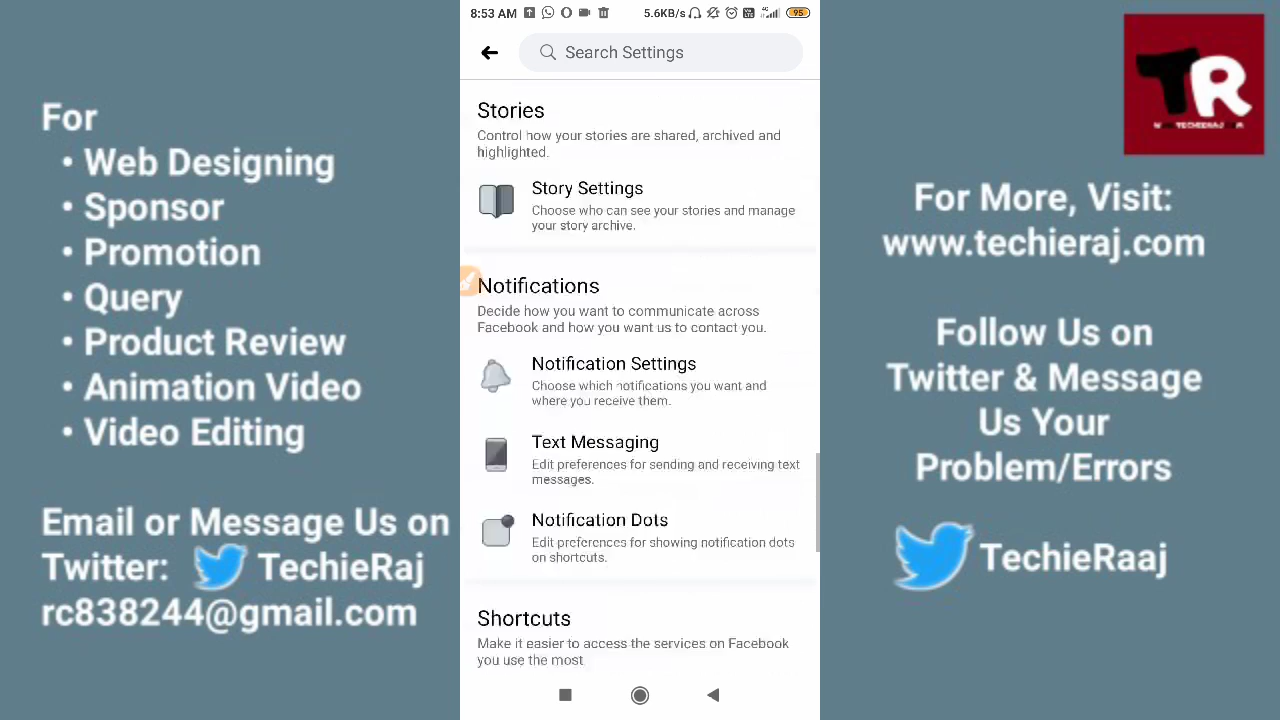 For
• Web Designing
• Sponsor
• Promotion
• Query
• Product Review
• Animation Video
• Video Editing
Email or Message Us on
Twitter: TechieRaj
rc838244@gmail.com
8:53 AM
5.6KB/s
4G
95
Search Settings
Stories
Control how your stories are shared, archived and
highlighted.
Story Settings
Choose who can see your stories and manage
your story archive.
Notifications
Decide how you want to communicate across
Facebook and how you want us to contact you.
Notification Settings
Choose which notifications you want and
where you receive them.
Text Messaging
Edit preferences for sending and receiving text
messages.
Notification Dots
Edit preferences for showing notification dots
on shortcuts.
Shortcuts
Make it easier to access the services on Facebook
you use the most.
TR
For More, Visit:
www.techieraj.com
Follow Us on
Twitter & Message
Us Your
Problem/Errors
TechieRaaj